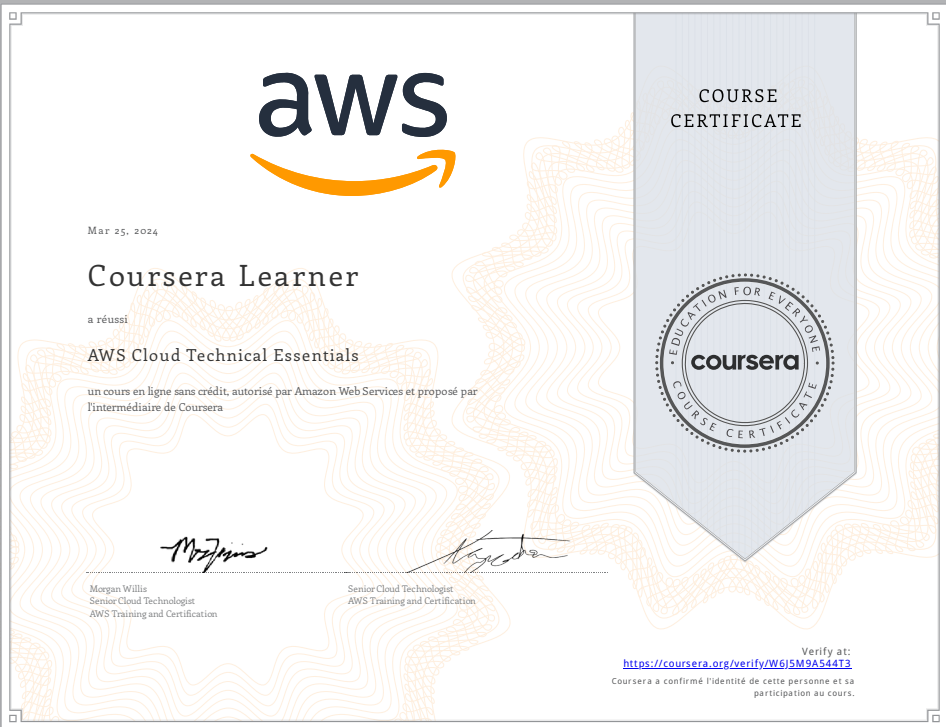 aws
COURSE
CERTIFICATE
Mar 25, 2024
Coursera Learner
a réussi
AWS Cloud Technical Essentials
un cours en ligne sans crédit, autorisé par Amazon Web Services et proposé par
l'intermédiaire de Coursera
EDUCATION FOR EVERYONE
coursera
COURSE CERTIFICATE
Morgan Willis
Senior Cloud Technologist
AWS Training and Certification
Senior Cloud Technologist
AWS Training and Certification
Verify at:
https://coursera.org/verify/W6J5M9A544T3
Coursera a confirmé l'identité de cette personne et sa
participation au cours.